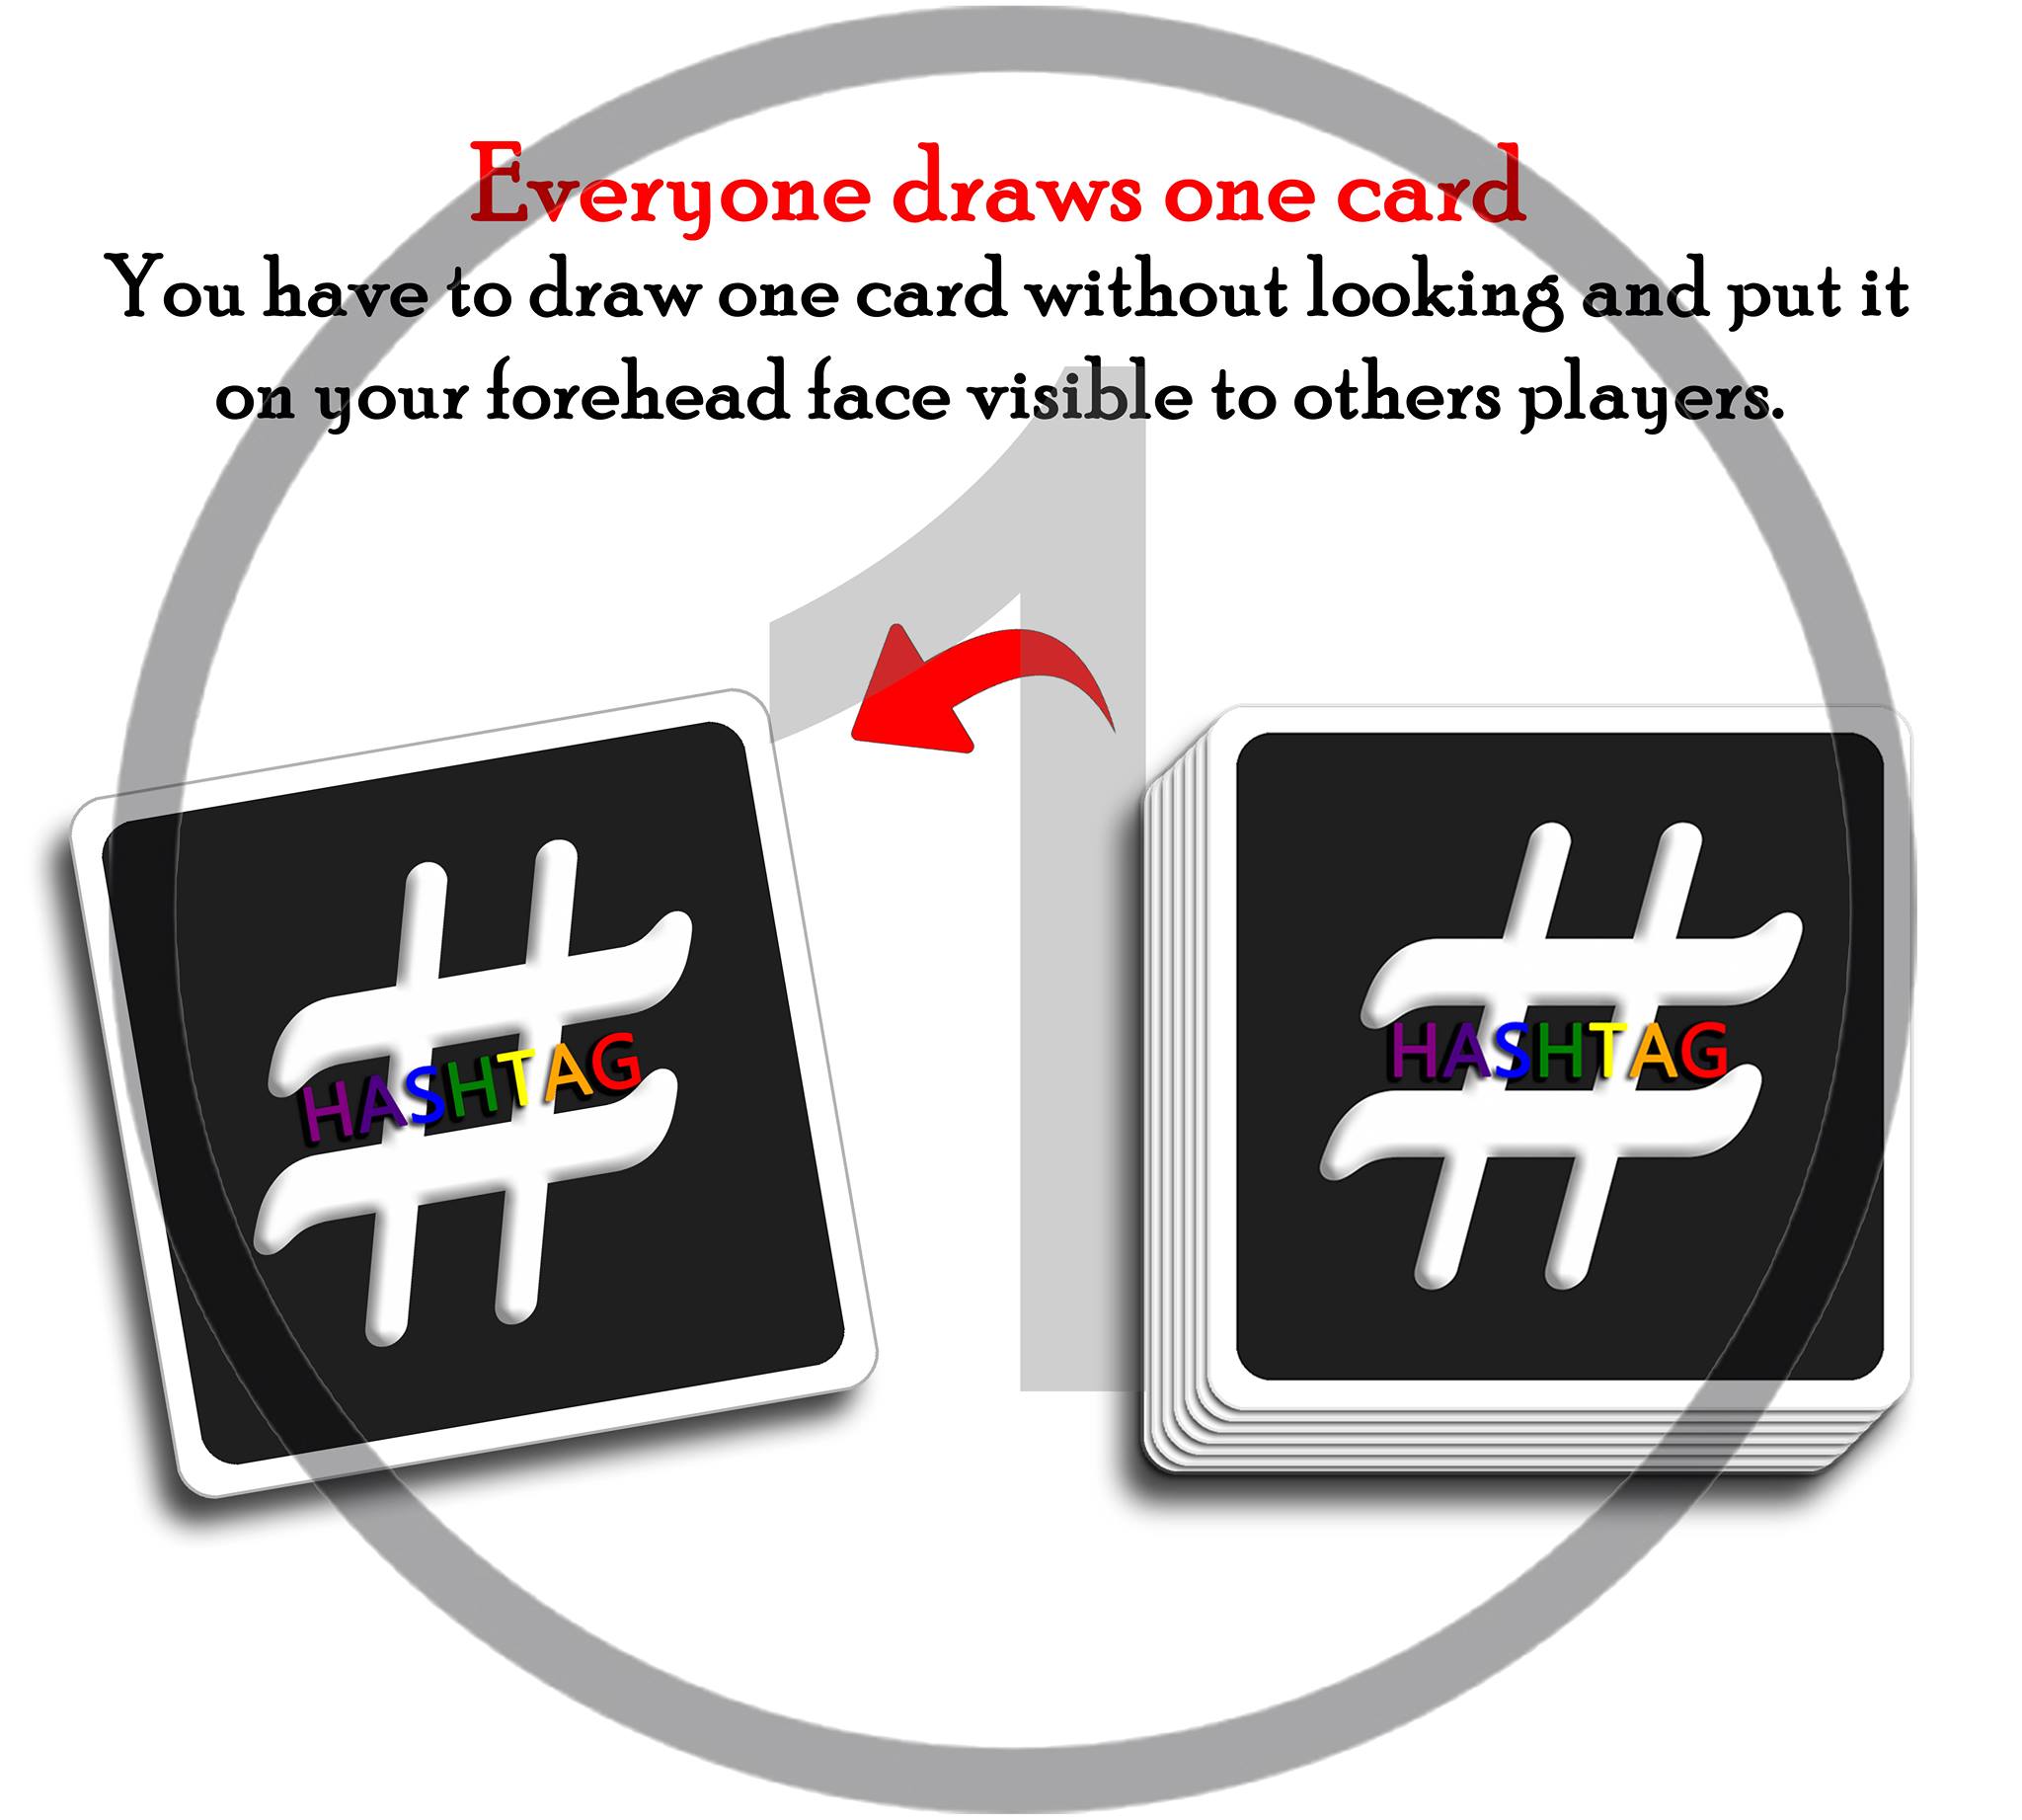 Everyone draws one card
You have to draw one card without looking and put it
on your forehead face visible to others players.
1
#
HASHTAG
#
HASHTAG